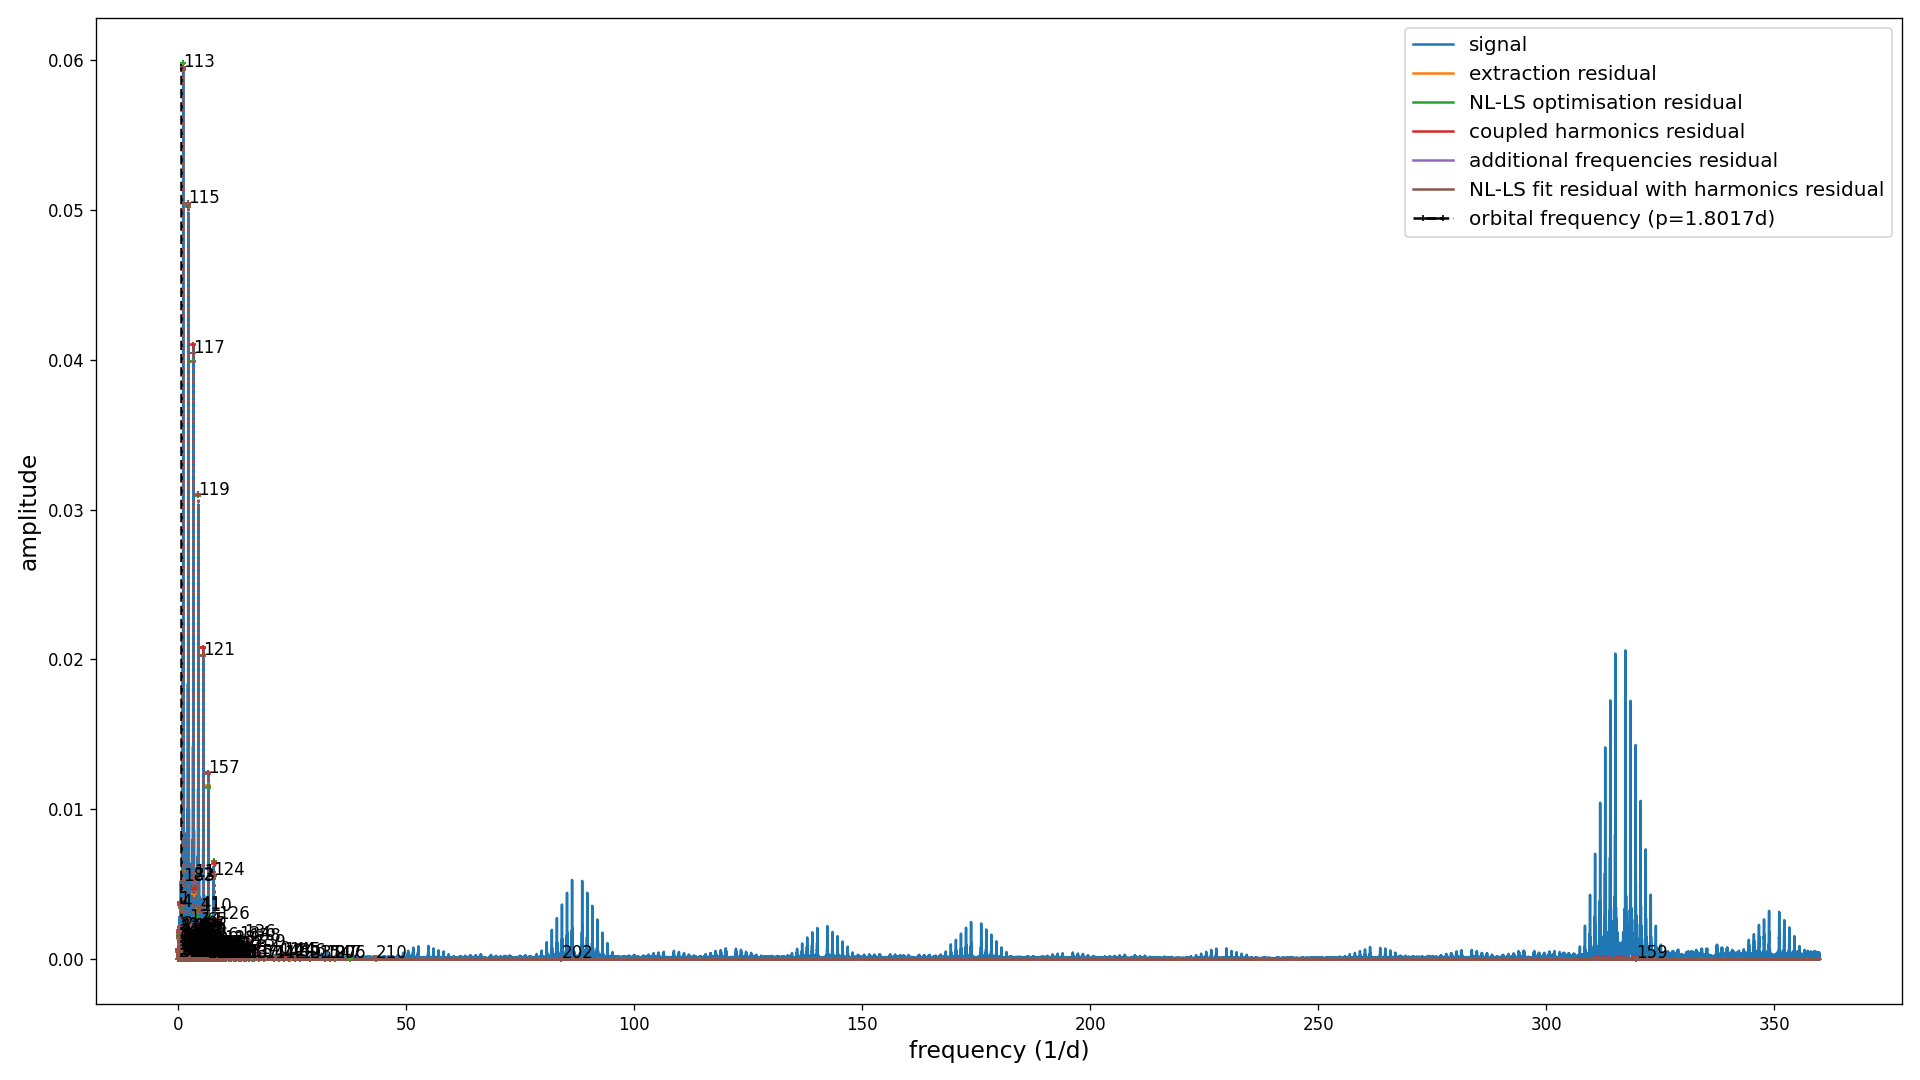 signal
extraction residual
NL-LS optimisation residual
coupled harmonics residual
additional frequencies residual
NL-LS fit residual with harmonics residual
orbital frequency (p=1.8017d)
amplitude
0.06
0.05
0.04
0.03
0.02
0.01
0.00
113
115
117
119
121
157
124
126
210
202
159
0
50
100
150
200
250
300
350
frequency (1/d)